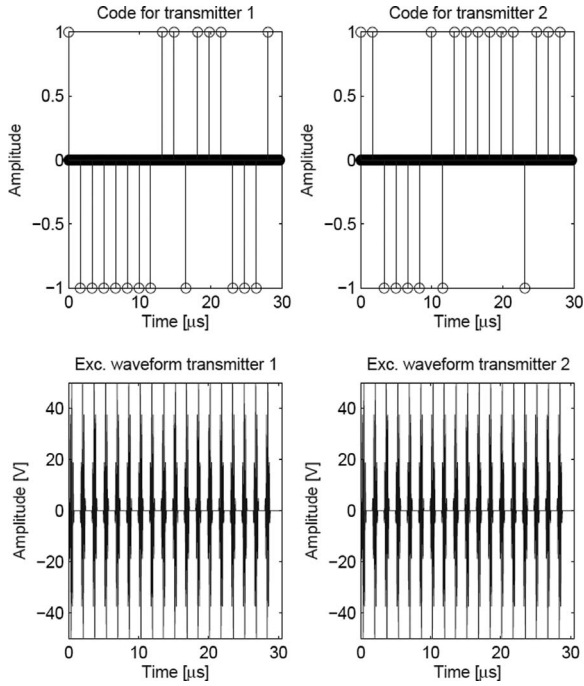 Code for transmitter 1
Code for transmitter 2
1
0.5
0
−0.5
−1
Amplitude
0 10 20 30
Time [μs]
1
0.5
0
−0.5
−1
Amplitude
0 10 20 30
Time [μs]
Exc. waveform transmitter 1
Exc. waveform transmitter 2
40
20
0
−20
−40
Amplitude [V]
0 10 20 30
Time [μs]
40
20
0
−20
−40
Amplitude [V]
0 10 20 30
Time [μs]